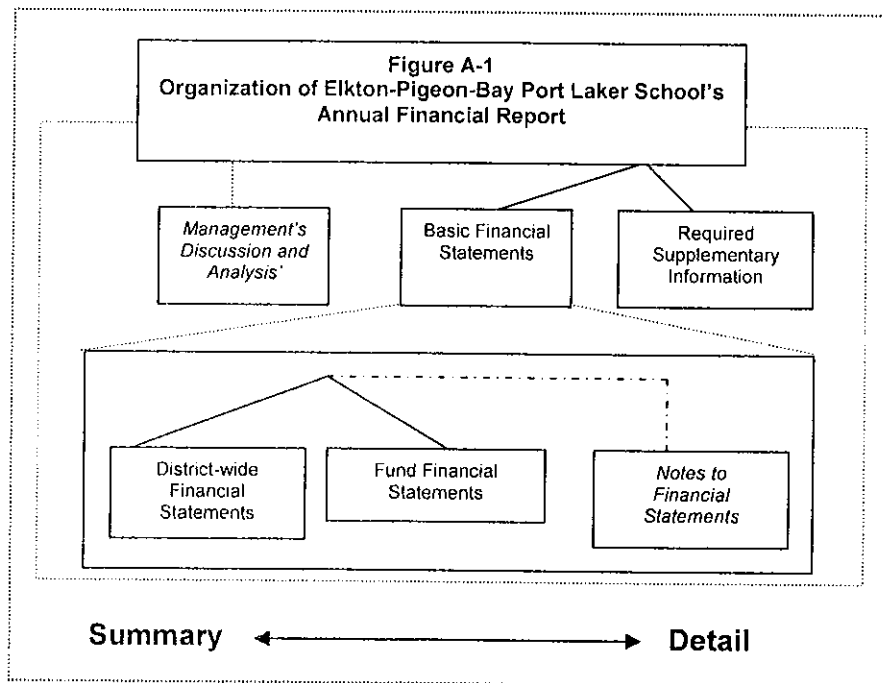 Figure A-1
Organization of Elkton-Pigeon-Bay Port Laker School's
Annual Financial Report
Management's
Discussion and
Analysis'
Basic Financial
Statements
Required
Supplementary
Information
District-wide
Financial
Statements
Fund Financial
Statements
Notes to
Financial
Statements
Summary
Detail